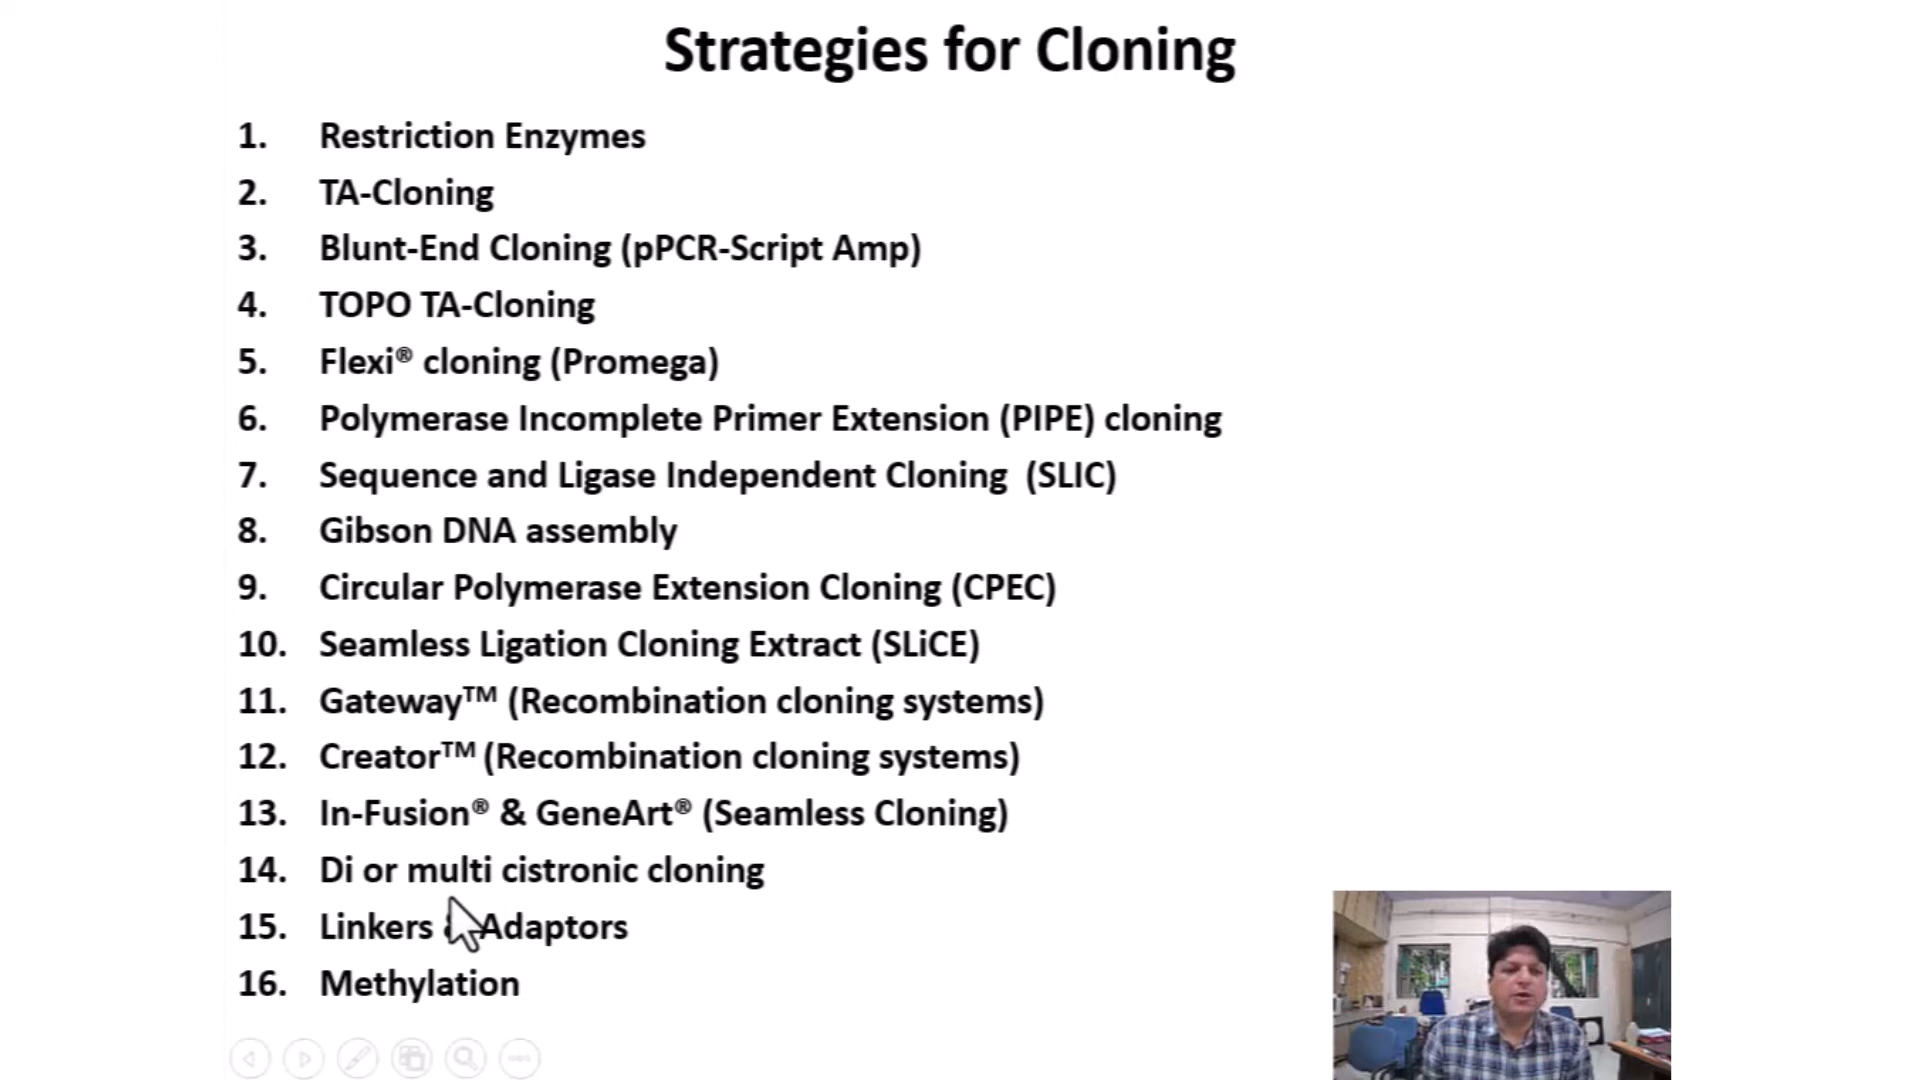 Strategies for Cloning
1. Restriction Enzymes
2. TA-Cloning
3. Blunt-End Cloning (pPCR-Script Amp)
4. TOPO TA-Cloning
5. Flexi® cloning (Promega)
6. Polymerase Incomplete Primer Extension (PIPE) cloning
7. Sequence and Ligase Independent Cloning (SLIC)
8. Gibson DNA assembly
9. Circular Polymerase Extension Cloning (CPEC)
10. Seamless Ligation Cloning Extract (SLiCE)
11. Gateway™ (Recombination cloning systems)
12. Creator™ (Recombination cloning systems)
13. In-Fusion® & GeneArt® (Seamless Cloning)
14. Di or multi cistronic cloning
15. Linkers Adaptors
16. Methylation